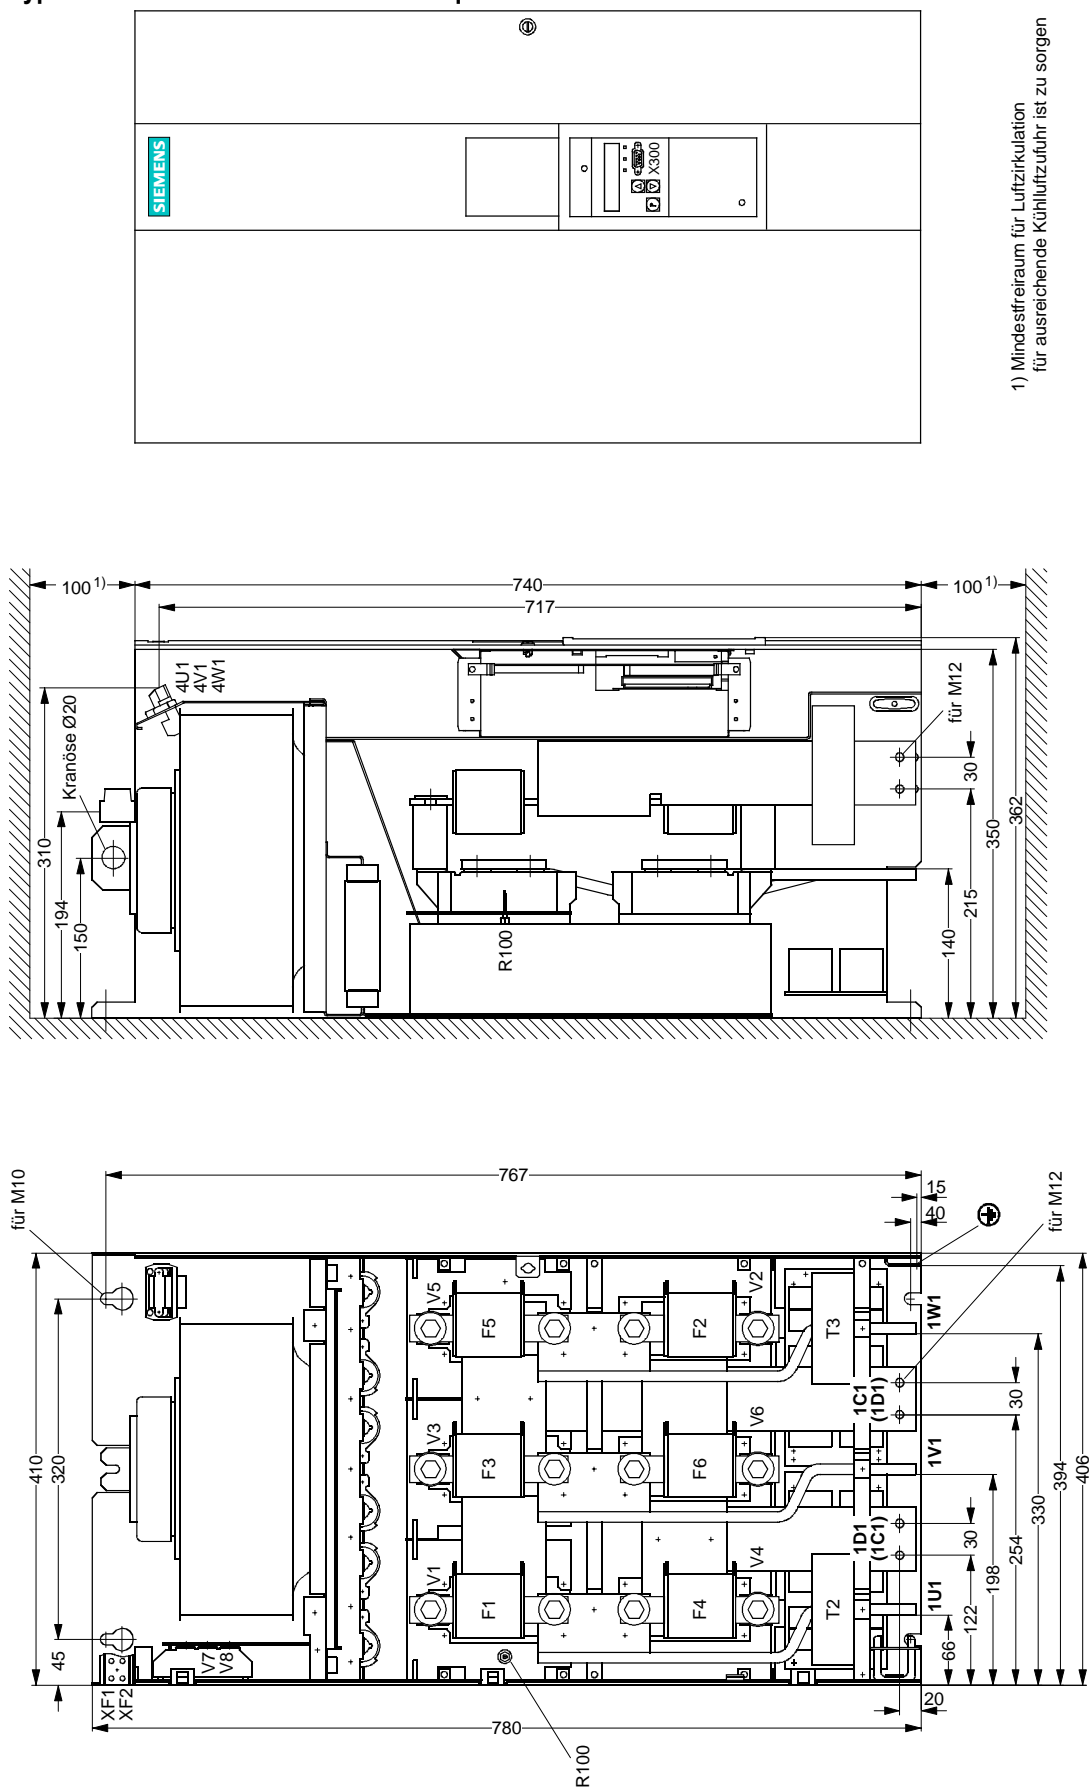 SIEMENS
X300
P
1) Mindestfreiraum für Luftzirkulation
für ausreichende Kühlluftzufuhr ist zu sorgen
100 1)
740
100 1)
717
4U1
4V1
4W1
Kranöse Ø20
für M12
310
194
150
30
R100
140
215
350
362
für M10
767
15
40
für M12
410
320
45
V5
F5
V2
F2
T3
1W1
V3
F3
V6
F6
1C1
(1D1)
30
1V1
V1
F1
V4
F4
1D1
(1C1)
30
T2
1U1
V7
V8
XF1
XF2
66
122
198
254
330
394
406
20
780
R100